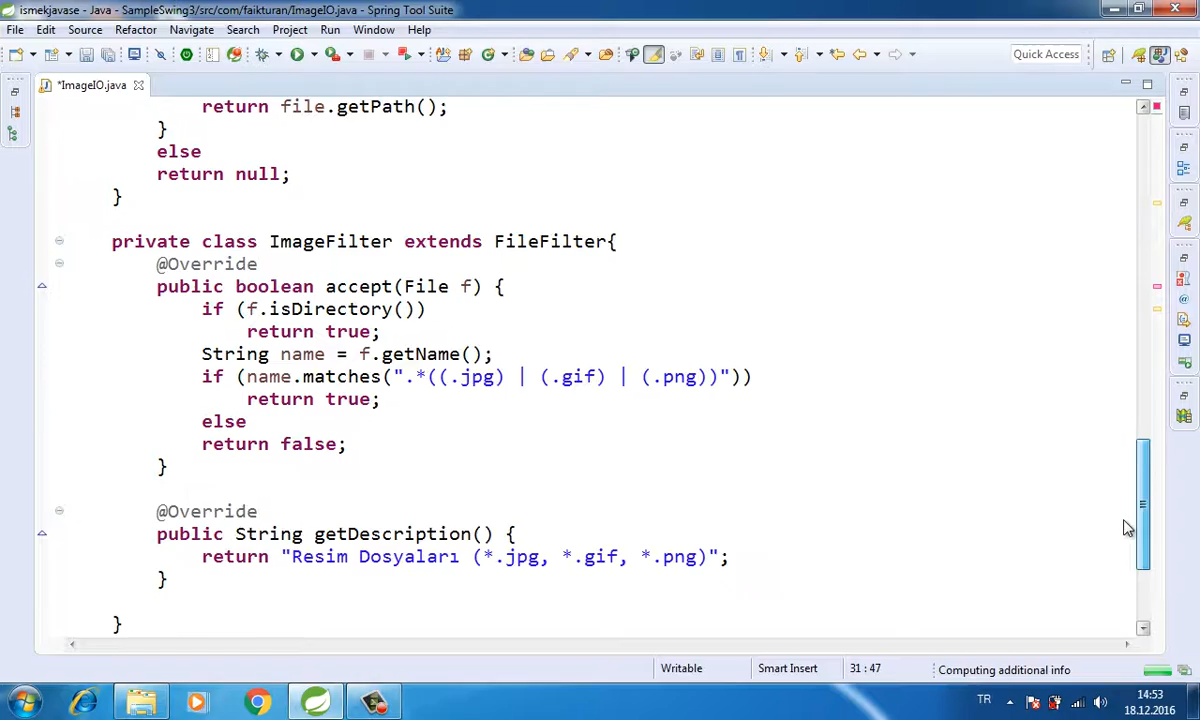 ismekjavase - Java - SampleSwing3/src/com/faikturan/ImageIO.java - Spring Tool Suite
File Edit Source Refactor Navigate Search Project Run Window Help
Quick Access
*ImageIO.java
return file.getPath();
}
else
return null;
}
private class ImageFilter extends FileFilter{
@Override
public boolean accept(File f) {
if (f.isDirectory())
return true;
String name = f.getName();
if (name.matches(".*((.jpg) | (.gif) | (.png))"))
return true;
else
return false;
}
@Override
public String getDescription() {
return "Resim Dosyaları (*.jpg, *.gif, *.png)";
}
}
Writable Smart Insert 31 : 47 Computing additional info
TR 14:53
18.12.2016